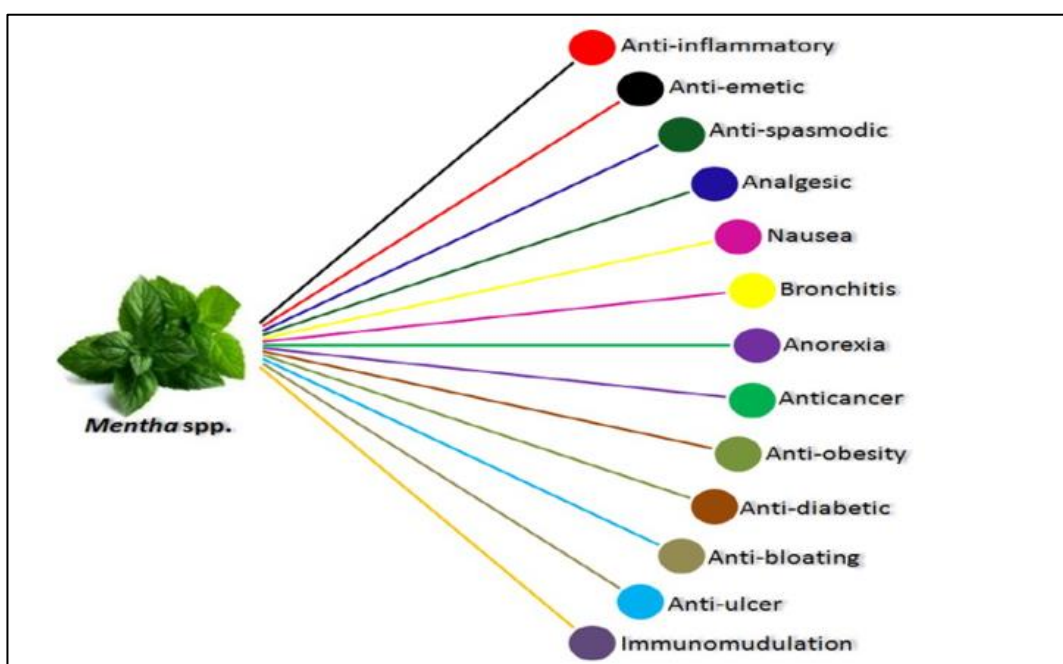 Anti-inflammatory
Anti-emetic
Anti-spasmodic
Analgesic
Nausea
Bronchitis
Anorexia
Mentha spp.
Anticancer
Anti-obesity
Anti-diabetic
Anti-bloating
Anti-ulcer
Immunomudulation